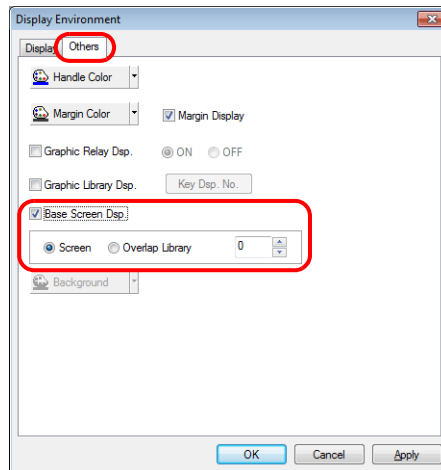 Display Environment
Display Others
Handle Color
Margin Color Margin Display
Graphic Relay Dsp. ON OFF
Graphic Library Dsp. Key Dsp. No.
Base Screen Dsp.
Screen Overlap Library 0
Background
OK Cancel Apply